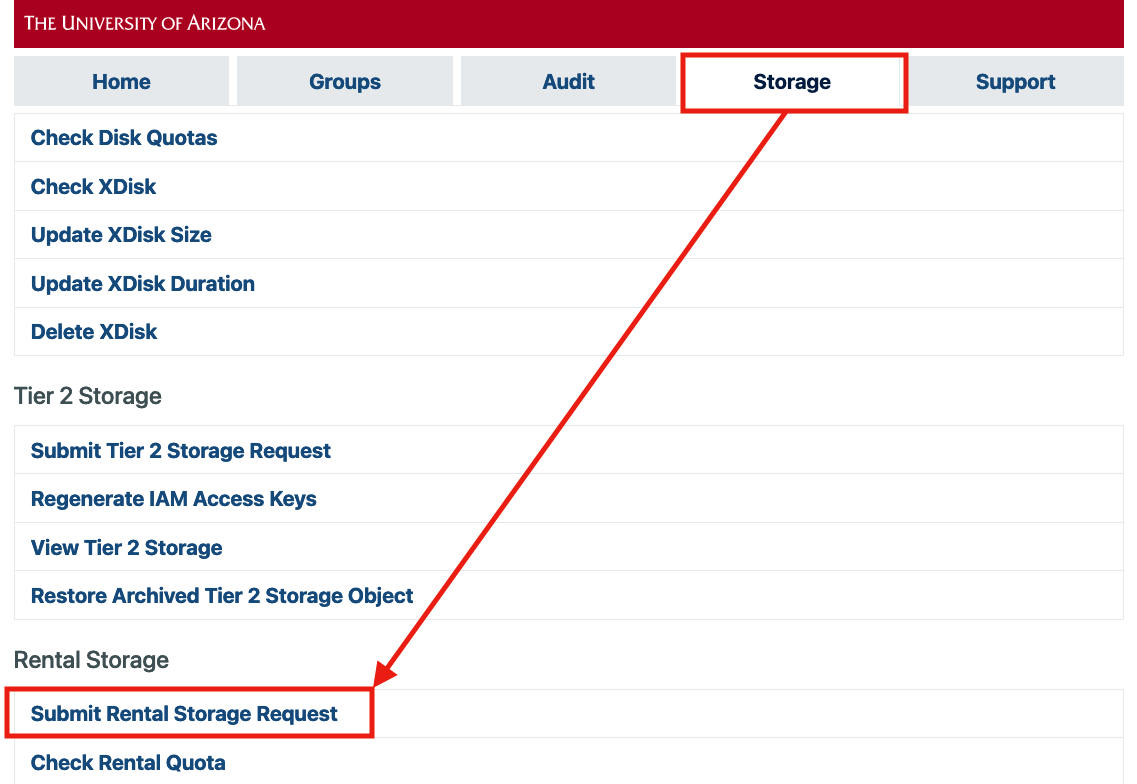 THE UNIVERSITY OF ARIZONA
Home Groups Audit Storage Support
Check Disk Quotas
Check XDisk
Update XDisk Size
Update XDisk Duration
Delete XDisk
Tier 2 Storage
Submit Tier 2 Storage Request
Regenerate IAM Access Keys
View Tier 2 Storage
Restore Archived Tier 2 Storage Object
Rental Storage
Submit Rental Storage Request
Check Rental Quota